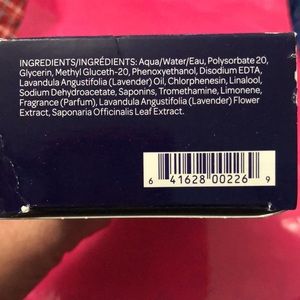 INGREDIENTS/INGRÉDIENTS: Aqua/Water/Eau, Polysorbate 20,
Glycerin, Methyl Gluceth-20, Phenoxyethanol, Disodium EDTA,
Lavandula Angustifolia (Lavender) Oil, Chlorphenesin, Linalool,
Sodium Dehydroacetate, Saponins, Tromethamine, Limonene,
Fragrance (Parfum), Lavandula Angustifolia (Lavender) Flower
Extract, Saponaria Officinalis Leaf Extract.
6 41628 00226 9